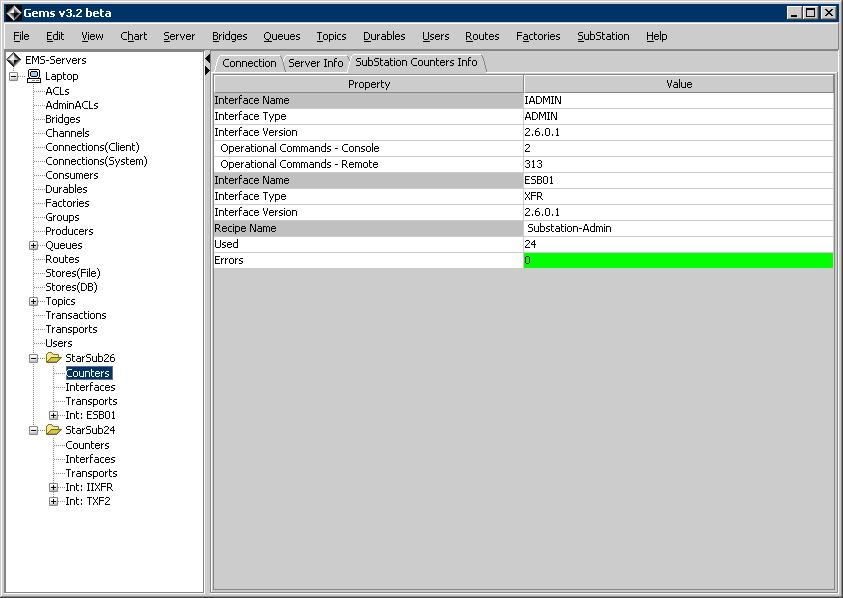 Gems v3.2 beta
File Edit View Chart Server Bridges Queues Topics Durables Users Routes Factories SubStation Help
EMS-Servers
Laptop
ACLs
AdminACLs
Bridges
Channels
Connections(Client)
Connections(System)
Consumers
Durables
Factories
Groups
Producers
Queues
Routes
Stores(File)
Stores(DB)
Topics
Transactions
Transports
Users
StarSub26
Counters
Interfaces
Transports
Int: ESB01
StarSub24
Counters
Interfaces
Transports
Int: IIXFR
Int: TXF2
Connection Server Info SubStation Counters Info
Property Value
Interface Name IADMIN
Interface Type ADMIN
Interface Version 2.6.0.1
Operational Commands - Console 2
Operational Commands - Remote 313
Interface Name ESB01
Interface Type XFR
Interface Version 2.6.0.1
Recipe Name Substation-Admin
Used 24
Errors 0